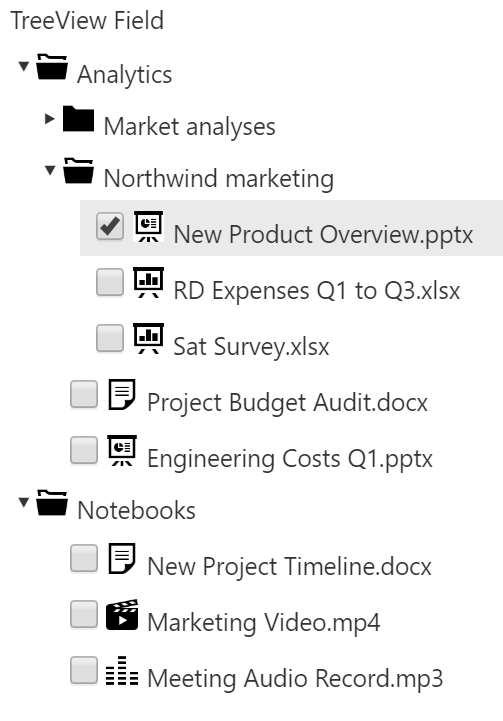 TreeView Field
Analytics
Market analyses
Northwind marketing
New Product Overview.pptx
RD Expenses Q1 to Q3.xlsx
Sat Survey.xlsx
Project Budget Audit.docx
Engineering Costs Q1.pptx
Notebooks
New Project Timeline.docx
Marketing Video.mp4
Meeting Audio Record.mp3